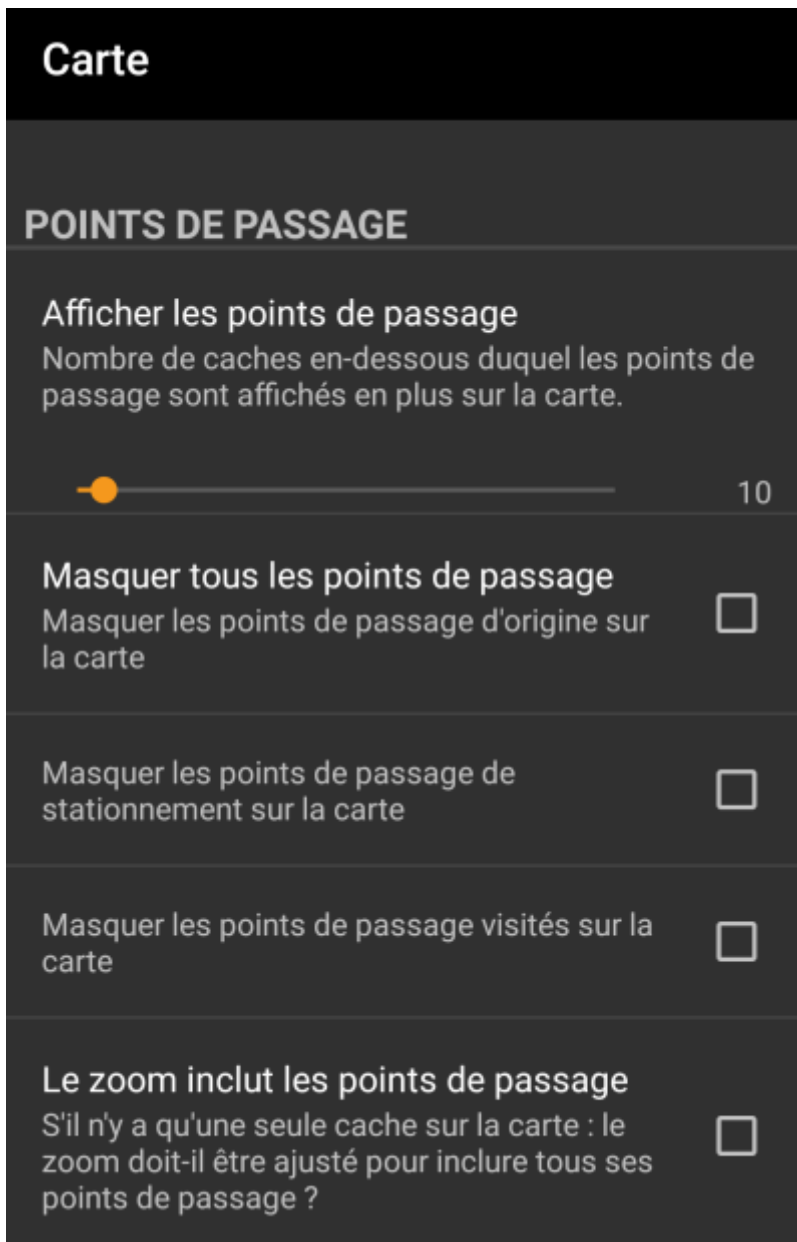 Carte
POINTS DE PASSAGE
Afficher les points de passage
Nombre de caches en-dessous duquel les points de
passage sont affichés en plus sur la carte.
10
Masquer tous les points de passage
Masquer les points de passage d'origine sur
la carte
Masquer les points de passage de
stationnement sur la carte
Masquer les points de passage visités sur la
carte
Le zoom inclut les points de passage
S'il n'y a qu'une seule cache sur la carte : le
zoom doit-il être ajusté pour inclure tous ses
points de passage ?